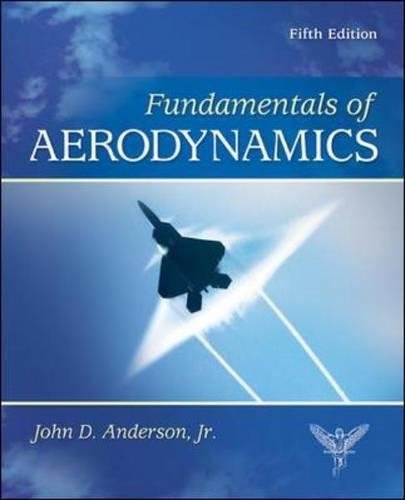 Fifth Edition
Fundamentals of
AERODYNAMICS
John D. Anderson, Jr.